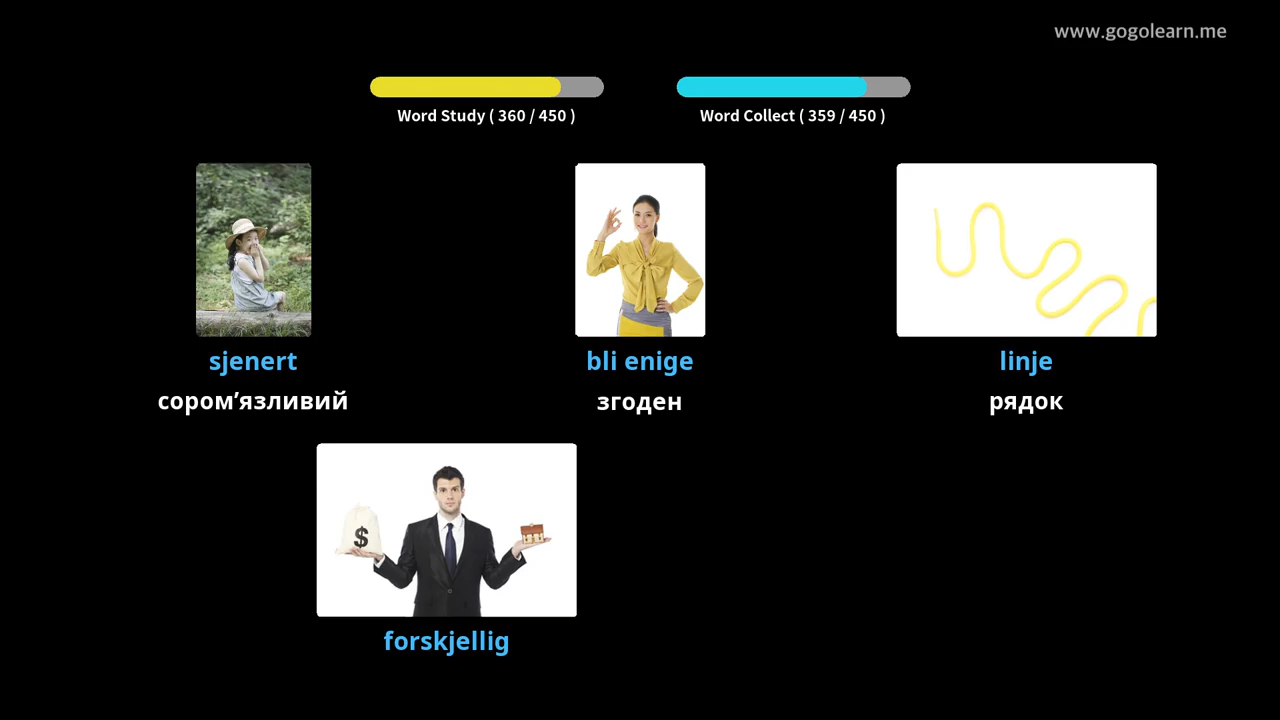 www.gogolearn.me
Word Study ( 360 / 450 )
Word Collect ( 359 / 450 )
sjenert
сором’язливий
bli enige
згоден
linje
рядок
$
forskjellig